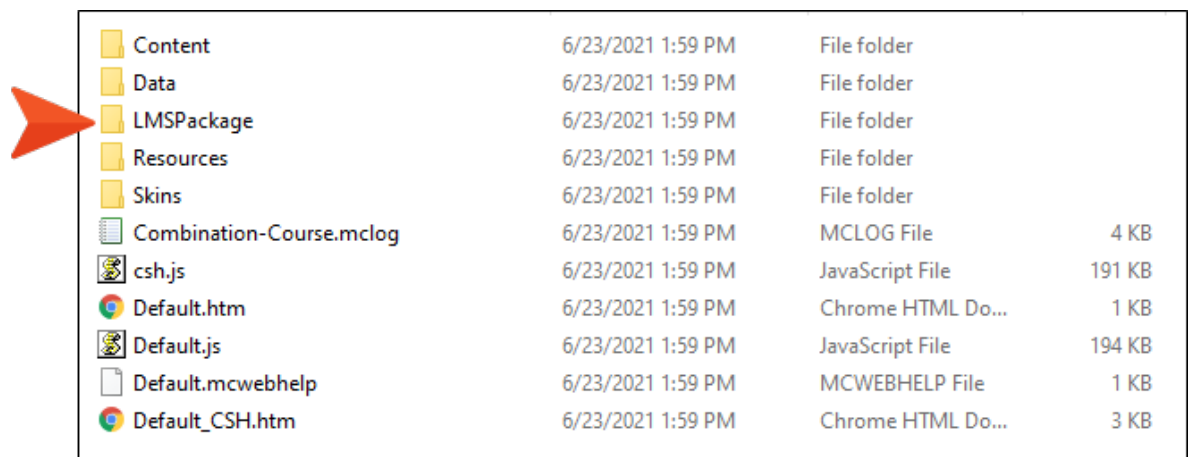 Content 6/23/2021 1:59 PM File folder
Data 6/23/2021 1:59 PM File folder
LMSPackage 6/23/2021 1:59 PM File folder
Resources 6/23/2021 1:59 PM File folder
Skins 6/23/2021 1:59 PM File folder
Combination-Course.mclog 6/23/2021 1:59 PM MCLOG File 4 KB
csh.js 6/23/2021 1:59 PM JavaScript File 191 KB
Default.htm 6/23/2021 1:59 PM Chrome HTML Do... 1 KB
Default.js 6/23/2021 1:59 PM JavaScript File 194 KB
Default.mcwebhelp 6/23/2021 1:59 PM MCWEBHELP File 1 KB
Default_CSH.htm 6/23/2021 1:59 PM Chrome HTML Do... 3 KB